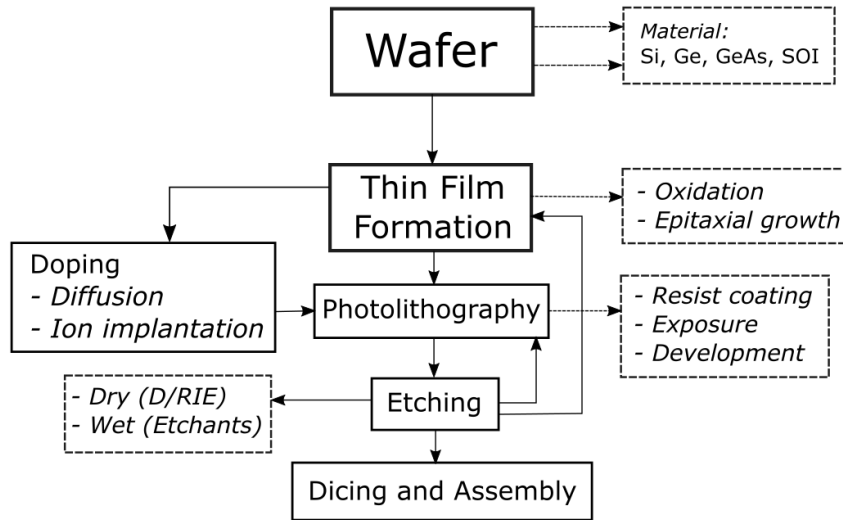 Wafer
Material:
Si, Ge, GeAs, SOI
Thin Film
Formation
- Oxidation
- Epitaxial growth
Doping
- Diffusion
- Ion implantation
Photolithography
- Resist coating
- Exposure
- Development
- Dry (D/RIE)
- Wet (Etchants)
Etching
Dicing and Assembly